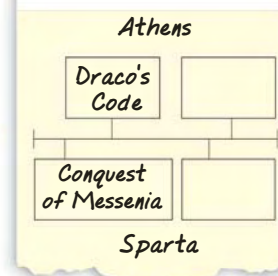 Athens
Draco's
Code
Conquest
of Messenia
Sparta